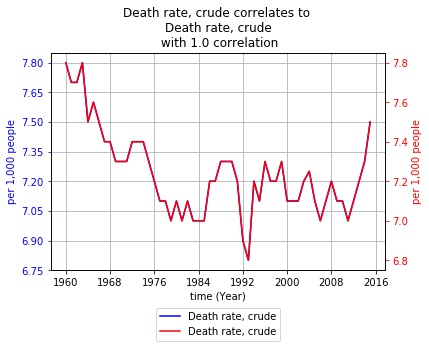 Death rate, crude correlates to
Death rate, crude
with 1.0 correlation
per 1,000 people
7.80
7.65
7.50
7.35
7.20
7.05
6.90
6.75
7.8
7.6
7.4
7.2
7.0
6.8
per 1,000 people
1960 1968 1976 1984 1992 2000 2008 2016
time (Year)
Death rate, crude
Death rate, crude